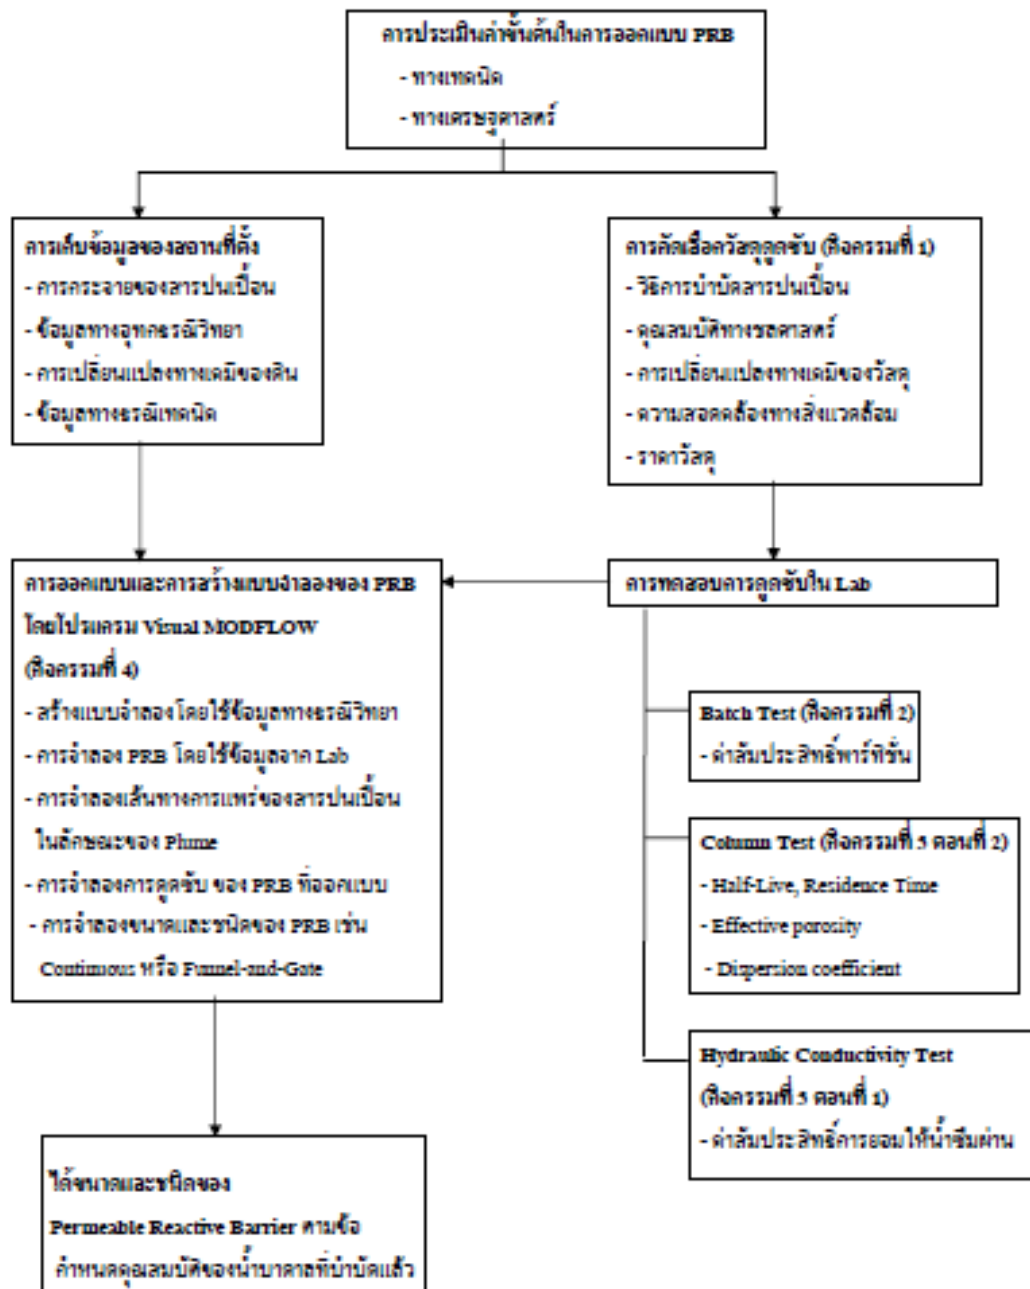 การประเมินค่าขั้นต้นในการออกแบบ PRB
- ทางเทคนิค
- ทางเศรษฐศาสตร์
การเก็บข้อมูลของสถานที่ตั้ง
- การกระจายของสารปนเปื้อน
- ข้อมูลทางอุทกธรณีวิทยา
- การเปลี่ยนแปลงทางเคมีของดิน
- ข้อมูลทางธรณีเทคนิค
การคัดเลือกวัสดุดูดซับ (กิจกรรมที่ 1)
- วิธีการบำบัดสารปนเปื้อน
- คุณสมบัติทางชลศาสตร์
- การเปลี่ยนแปลงทางเคมีของวัสดุ
- ความสอดคล้องทางสิ่งแวดล้อม
- ราคาวัสดุ
การออกแบบและการสร้างแบบจำลองของ PRB
โดยโปรแกรม Visual MODFLOW
(กิจกรรมที่ 4)
- สร้างแบบจำลองโดยใช้ข้อมูลทางธรณีวิทยา
- การจำลอง PRB โดยใช้ข้อมูลจาก Lab
- การจำลองเส้นทางการแพร่ของสารปนเปื้อน
ในลักษณะของ Plume
- การจำลองการดูดซับ ของ PRB ที่ออกแบบ
- การจำลองขนาดและชนิดของ PRB เช่น
Continuous หรือ Funnel-and-Gate
การทดสอบการดูดซับใน Lab
Batch Test (กิจกรรมที่ 2)
- ค่าสัมประสิทธิ์พาร์ทิชั่น
Column Test (กิจกรรมที่ 3 ตอนที่ 2)
- Half-Live, Residence Time
- Effective porosity
- Dispersion coefficient
Hydraulic Conductivity Test
(กิจกรรมที่ 3 ตอนที่ 1)
- ค่าสัมประสิทธิ์การยอมให้น้ำซึมผ่าน
ได้ขนาดและชนิดของ
Permeable Reactive Barrier ตามข้อ
กำหนดคุณสมบัติของน้ำบาดาลที่บำบัดแล้ว